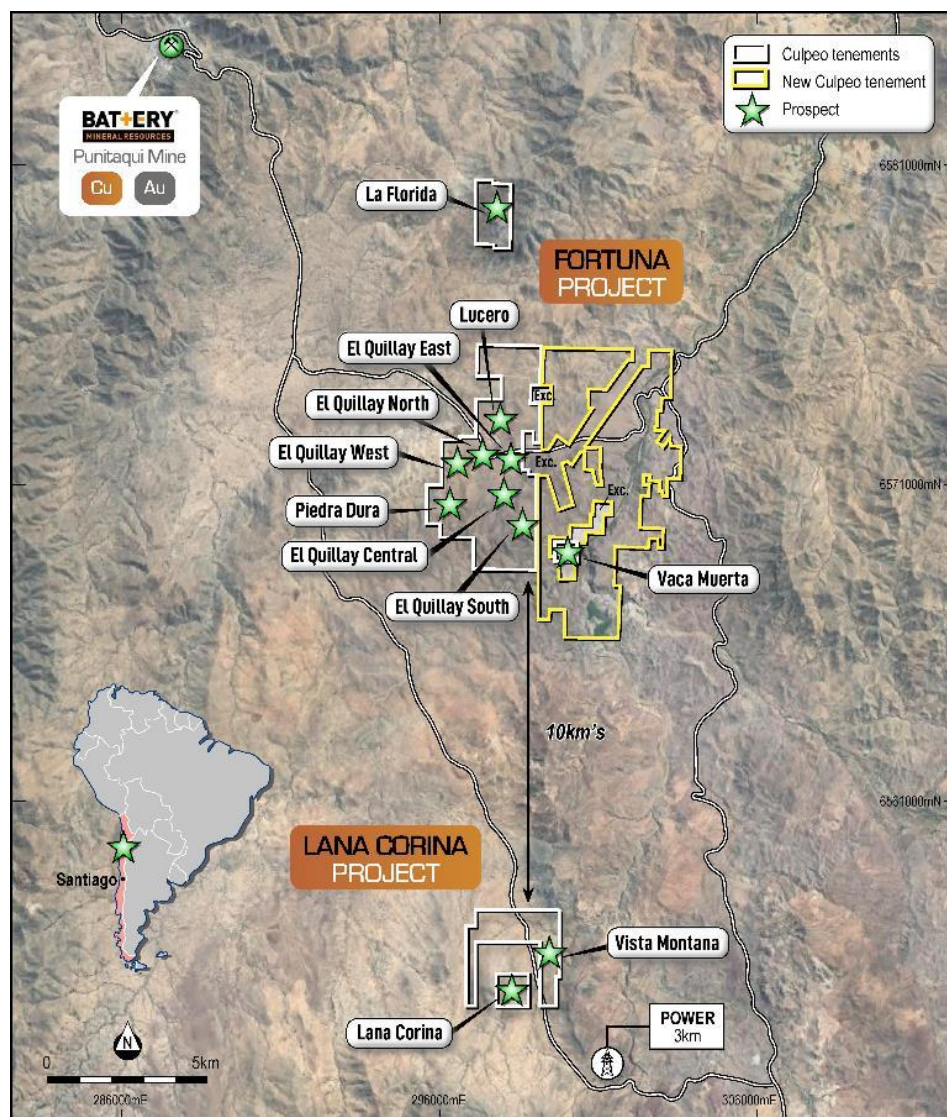 Culpeo tenements
New Culpeo tenement
Prospect
BATTERY
MINERAL RESOURCES
Punitaqui Mine
Cu
Au
6581000mN
La Florida
FORTUNA
PROJECT
Lucero
El Quillay East
El Quillay North
Exc.
El Quillay West
Exc.
6571000mN
Exc.
Piedra Dura
El Quillay Central
Vaca Muerta
El Quillay South
10km's
6561000mN
LANA CORINA
PROJECT
Santiago
Vista Montana
Lana Corina
POWER
3km
N
0
5km
286000mE
296000mE
306000mE